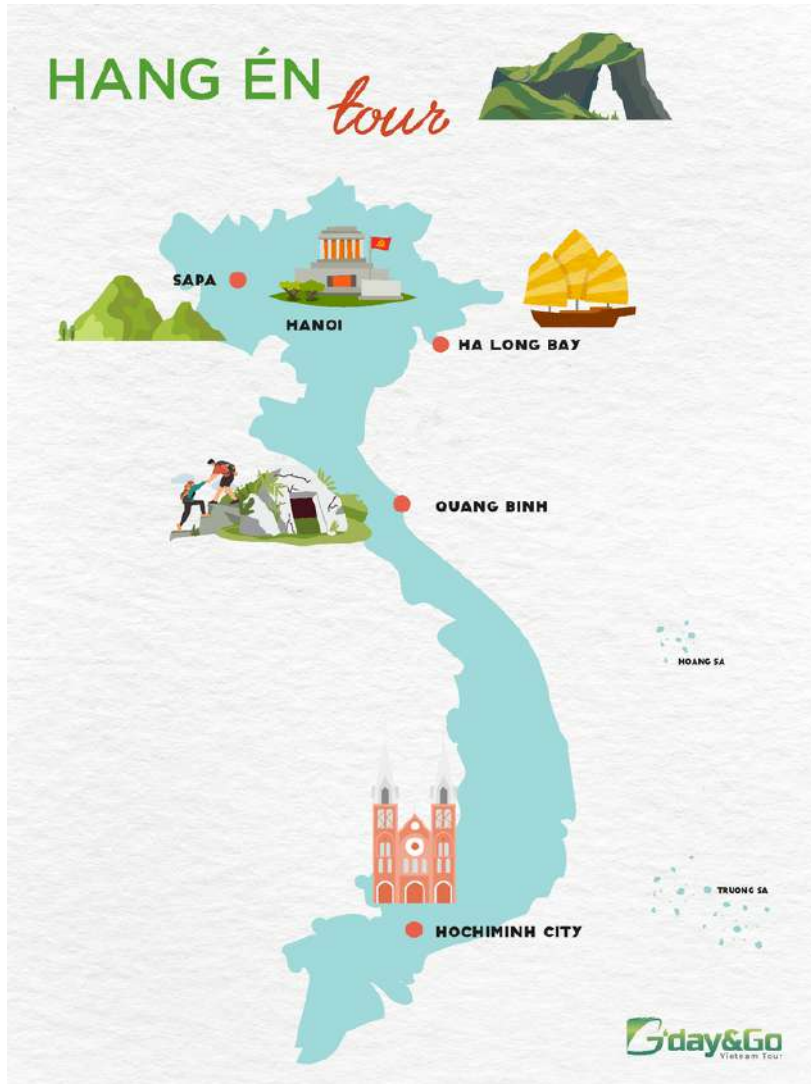 HANG ÉN
tour
SAPA
HANOI
HA LONG BAY
QUANG BINH
HOANG SA
TRUONG SA
HOCHIMINH CITY
G'day&Go
Vietnam Tour